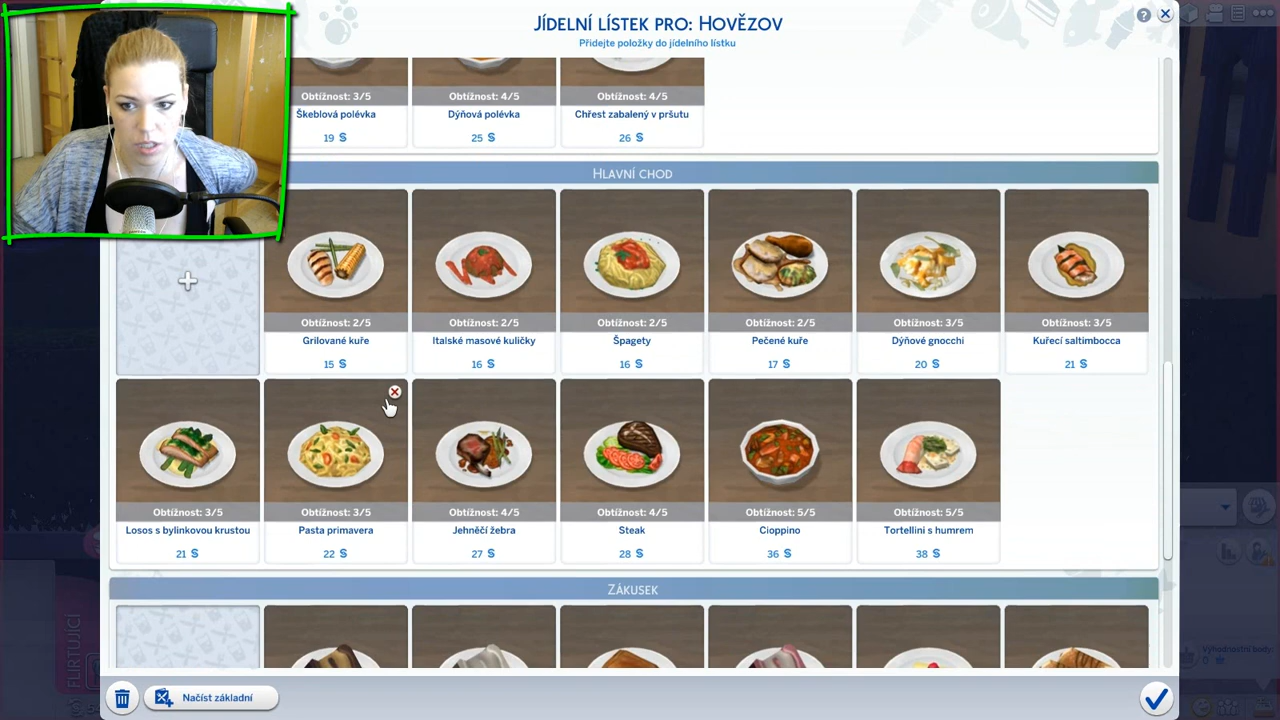 JÍDELNÍ LÍSTEK PRO: HOVĚZOV
Přidejte položky do jídelního lístku
Obtížnost: 3/5 Obtížnost: 4/5 Obtížnost: 4/5
Škeblová polévka Dýňová polévka Chřest zabalený v pršutu
19 $ 25 $ 26 $
HLAVNÍ CHOD
Obtížnost: 2/5 Obtížnost: 2/5 Obtížnost: 2/5 Obtížnost: 2/5 Obtížnost: 3/5 Obtížnost: 3/5
Grilované kuře Italské masové kuličky Špagety Pečené kuře Dýňové gnocchi Kuřecí saltimbocca
15 $ 16 $ 16 $ 17 $ 20 $ 21 $
Obtížnost: 3/5 Obtížnost: 3/5 Obtížnost: 4/5 Obtížnost: 4/5 Obtížnost: 5/5 Obtížnost: 5/5
Losos s bylinkovou krustou Pasta primavera Jehněčí žebra Steak Cioppino Tortellini s humrem
21 $ 22 $ 27 $ 28 $ 36 $ 38 $
ZÁKUSEK
Načíst základní
FLIRTUJÍCÍ